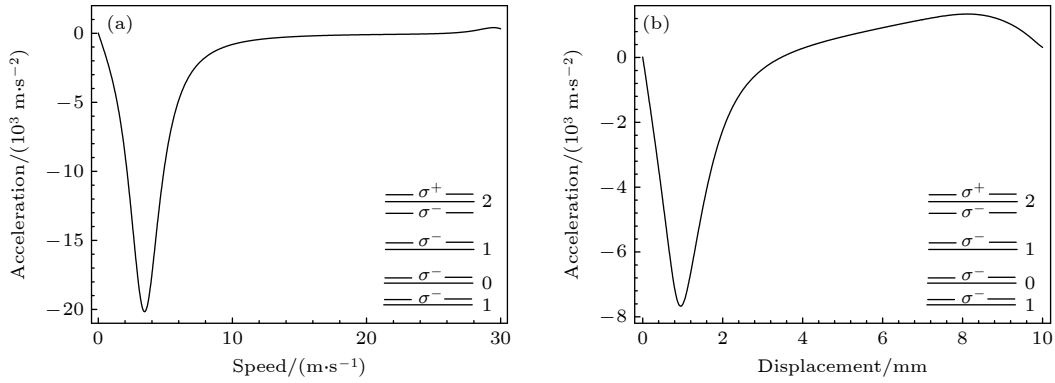 (a)
0
−5
−10
−15
−20
Acceleration/(10³ m·s⁻²)
σ⁺
2
σ⁻
σ⁻ 1
σ⁻
0
σ⁻
1
0 10 20 30
Speed/(m·s⁻¹)
(b)
0
−2
−4
−6
−8
Acceleration/(10³ m·s⁻²)
σ⁺
2
σ⁻
σ⁻ 1
σ⁻
0
σ⁻
1
0 2 4 6 8 10
Displacement/mm